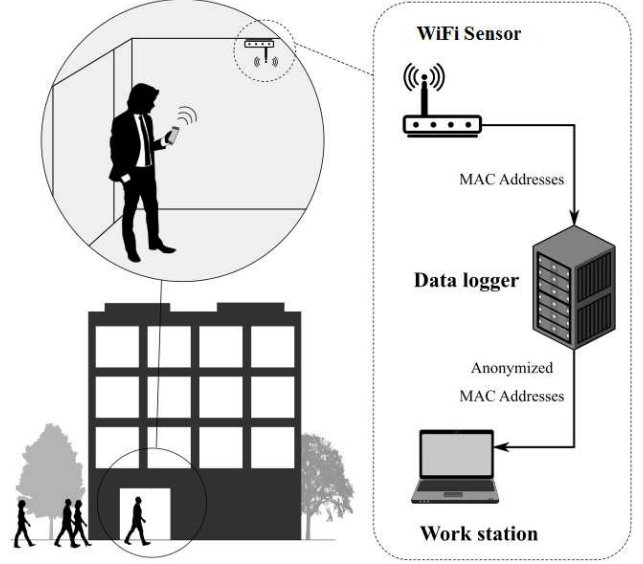 WiFi Sensor
MAC Addresses
Data logger
Anonymized
MAC Addresses
Work station